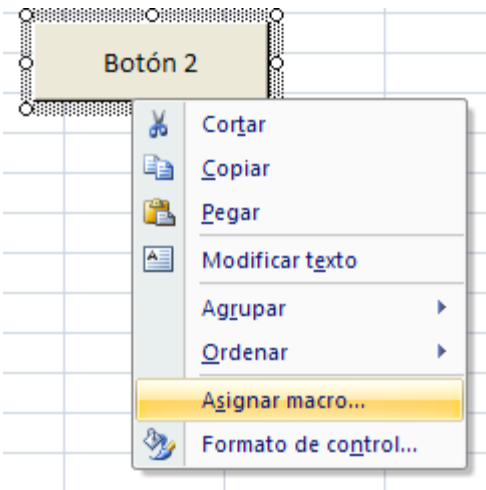 Botón 2
Cortar
Copiar
Pegar
Modificar texto
Agrupar
Ordenar
Asignar macro...
Formato de control...